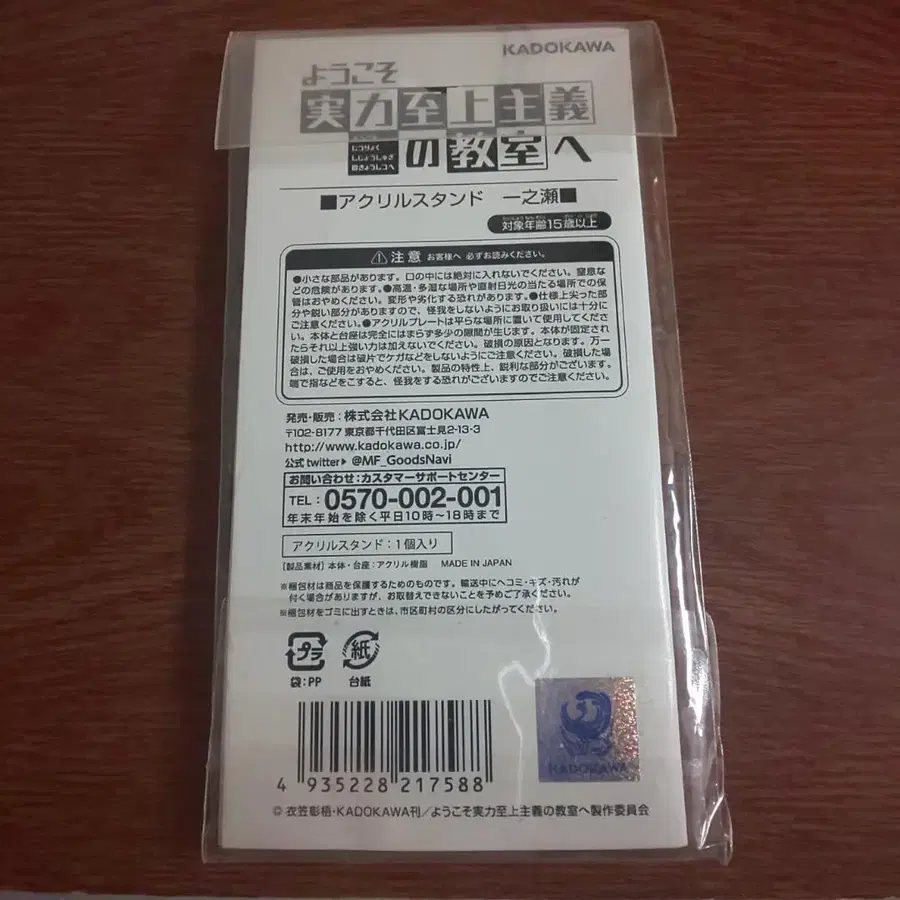 KADOKAWA
ようこそ
実力至上主義
の教室へ
■アクリルスタンド 一之瀬■
対象年齢15歳以上
注意 お客様へ 必ずお読みください。
●小さな部品があります。口の中には絶対に入れないでください。窒息な
どの危険があります。●高温・多湿な場所や直射日光の当たる場所での保
管はおやめください。変形や劣化する恐れがあります。●仕様上尖った部
分や鋭い部分がありますので、怪我をしないようにお取り扱いには十分に
ご注意ください。●アクリルプレートは平らな場所に置いて使用してくださ
い。本体と台座は完全にはまらず多少の隙間が生じます。本体が固定され
たらそれ以上強い力は加えないでください。破損の原因となります。万一
破損した場合は破片でケガなどをしないようにご注意ください。破損した場
合は、ご使用をおやめください。製品の特性上、鋭利な部分がございます。
端で指などをこすると、怪我をする恐れがございますのでご注意ください。
発売・販売：株式会社KADOKAWA
〒102-8177 東京都千代田区富士見2-13-3
http://www.kadokawa.co.jp/
公式twitter▶ @MF_GoodsNavi
お問い合わせ：カスタマーサポートセンター
TEL：0570-002-001
年末年始を除く平日10時〜18時まで
アクリルスタンド：1個入り
［製品素材］本体・台座：アクリル樹脂 MADE IN JAPAN
※梱包材は商品を保護するためのものです。輸送中にヘコミ・キズ・汚れが
付く場合がありますが、お取替えできないことを予めご了承ください。
※梱包材をゴミに出すときは、市区町村の区分にしたがってください。
プラ 紙
袋：PP 台紙
KADOKAWA
4 935228 217588
© 衣笠彰梧・KADOKAWA刊／ようこそ実力至上主義の教室へ製作委員会